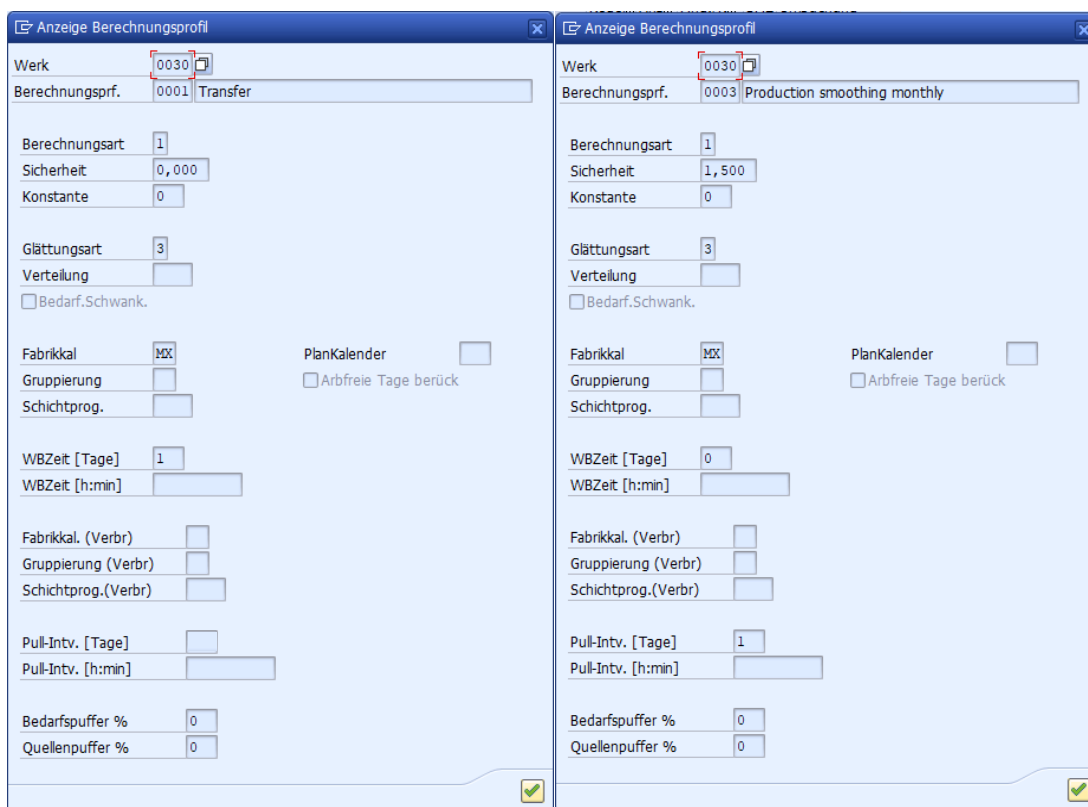 Anzeige Berechnungsprofil
Werk 0030
Berechnungsprf. 0001 Transfer
Berechnungsart 1
Sicherheit 0,000
Konstante 0
Glättungsart 3
Verteilung
Bedarf.Schwank.
Fabrikkal MX PlanKalender
Gruppierung Arbfreie Tage berück
Schichtprog.
WBZeit [Tage] 1
WBZeit [h:min]
Fabrikkal. (Verbr)
Gruppierung (Verbr)
Schichtprog.(Verbr)
Pull-Intv. [Tage]
Pull-Intv. [h:min]
Bedarfspuffer % 0
Quellenpuffer % 0
Anzeige Berechnungsprofil
Werk 0030
Berechnungsprf. 0003 Production smoothing monthly
Berechnungsart 1
Sicherheit 1,500
Konstante 0
Glättungsart 3
Verteilung
Bedarf.Schwank.
Fabrikkal MX PlanKalender
Gruppierung Arbfreie Tage berück
Schichtprog.
WBZeit [Tage] 0
WBZeit [h:min]
Fabrikkal. (Verbr)
Gruppierung (Verbr)
Schichtprog.(Verbr)
Pull-Intv. [Tage] 1
Pull-Intv. [h:min]
Bedarfspuffer % 0
Quellenpuffer % 0